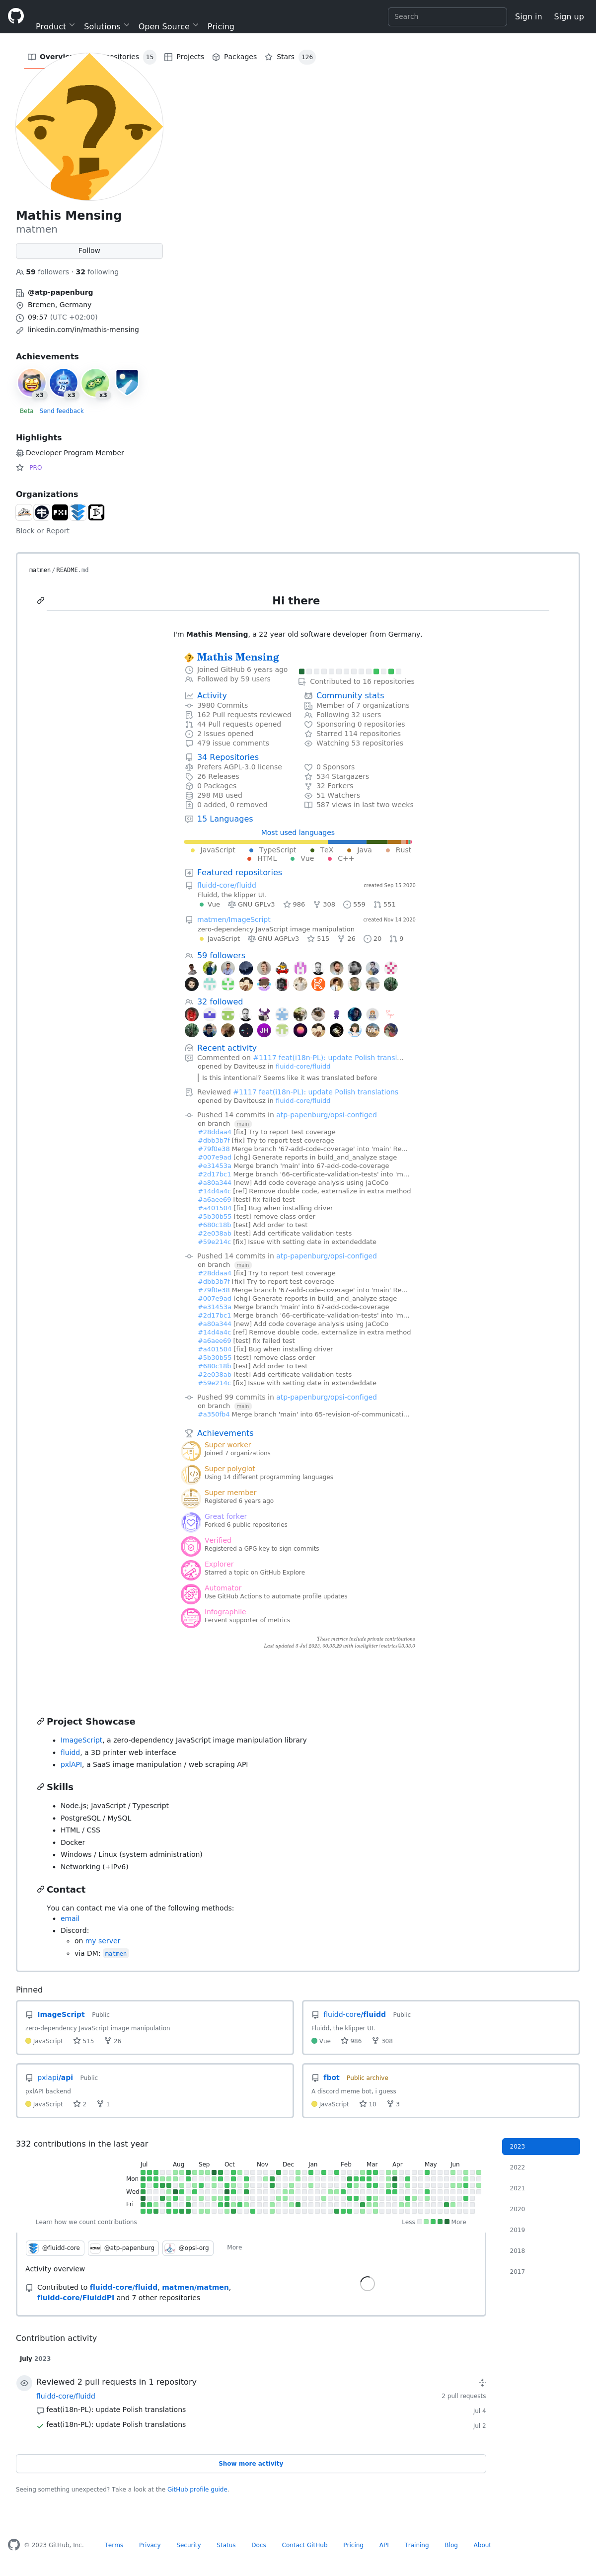 Product
Solutions
Open Source
Pricing
Search
Sign in
Sign up
Overview
Repositories 15
Projects
Packages
Stars 126
Mathis Mensing
matmen
Follow
59 followers · 32 following
@atp-papenburg
Bremen, Germany
09:57 (UTC +02:00)
linkedin.com/in/mathis-mensing
Achievements
x3
x3
x3
Beta Send feedback
Highlights
Developer Program Member
PRO
Organizations
Block or Report
matmen/README.md
Hi there
I'm Mathis Mensing, a 22 year old software developer from Germany.
Mathis Mensing
Joined GitHub 6 years ago
Followed by 59 users
Contributed to 16 repositories
Activity
3980 Commits
162 Pull requests reviewed
44 Pull requests opened
2 Issues opened
479 issue comments
Community stats
Member of 7 organizations
Following 32 users
Sponsoring 0 repositories
Starred 114 repositories
Watching 53 repositories
34 Repositories
Prefers AGPL-3.0 license
26 Releases
0 Packages
298 MB used
0 added, 0 removed
0 Sponsors
534 Stargazers
32 Forkers
51 Watchers
587 views in last two weeks
15 Languages
Most used languages
JavaScript TypeScript TeX Java Rust
HTML Vue C++
Featured repositories
fluidd-core/fluidd created Sep 15 2020
Fluidd, the klipper UI.
Vue GNU GPLv3 986 308 559 551
matmen/ImageScript created Nov 14 2020
zero-dependency JavaScript image manipulation
JavaScript GNU AGPLv3 515 26 20 9
59 followers
32 followed
JH
Recent activity
Commented on #1117 feat(i18n-PL): update Polish transl...
opened by Daviteusz in fluidd-core/fluidd
Is this intentional? Seems like it was translated before
Reviewed #1117 feat(i18n-PL): update Polish translations
opened by Daviteusz in fluidd-core/fluidd
Pushed 14 commits in atp-papenburg/opsi-configed
on branch main
#28ddaa4 [fix] Try to report test coverage
#dbb3b7f [fix] Try to report test coverage
#79f0e38 Merge branch '67-add-code-coverage' into 'main' Re...
#007e9ad [chg] Generate reports in build_and_analyze stage
#e31453a Merge branch 'main' into 67-add-code-coverage
#2d17bc1 Merge branch '66-certificate-validation-tests' into 'm...
#a80a344 [new] Add code coverage analysis using JaCoCo
#14d4a4c [ref] Remove double code, externalize in extra method
#a6aee69 [test] fix failed test
#a401504 [fix] Bug when installing driver
#5b30b55 [test] remove class order
#680c18b [test] Add order to test
#2e038ab [test] Add certificate validation tests
#59e214c [fix] Issue with setting date in extendeddate
Pushed 14 commits in atp-papenburg/opsi-configed
on branch main
#28ddaa4 [fix] Try to report test coverage
#dbb3b7f [fix] Try to report test coverage
#79f0e38 Merge branch '67-add-code-coverage' into 'main' Re...
#007e9ad [chg] Generate reports in build_and_analyze stage
#e31453a Merge branch 'main' into 67-add-code-coverage
#2d17bc1 Merge branch '66-certificate-validation-tests' into 'm...
#a80a344 [new] Add code coverage analysis using JaCoCo
#14d4a4c [ref] Remove double code, externalize in extra method
#a6aee69 [test] fix failed test
#a401504 [fix] Bug when installing driver
#5b30b55 [test] remove class order
#680c18b [test] Add order to test
#2e038ab [test] Add certificate validation tests
#59e214c [fix] Issue with setting date in extendeddate
Pushed 99 commits in atp-papenburg/opsi-configed
on branch main
#a350fb4 Merge branch 'main' into 65-revision-of-communicati...
Achievements
Super worker
Joined 7 organizations
Super polyglot
Using 14 different programming languages
Super member
Registered 6 years ago
Great forker
Forked 6 public repositories
Verified
Registered a GPG key to sign commits
Explorer
Starred a topic on GitHub Explore
Automator
Use GitHub Actions to automate profile updates
Infographile
Fervent supporter of metrics
These metrics include private contributions
Last updated 5 Jul 2023, 00:35:29 with lowlighter/metrics@3.33.0
Project Showcase
ImageScript, a zero-dependency JavaScript image manipulation library
fluidd, a 3D printer web interface
pxlAPI, a SaaS image manipulation / web scraping API
Skills
Node.js; JavaScript / Typescript
PostgreSQL / MySQL
HTML / CSS
Docker
Windows / Linux (system administration)
Networking (+IPv6)
Contact
You can contact me via one of the following methods:
email
Discord:
on my server
via DM: matmen
Pinned
ImageScript Public
zero-dependency JavaScript image manipulation
JavaScript 515 26
fluidd-core/fluidd Public
Fluidd, the klipper UI.
Vue 986 308
pxlapi/api Public
pxlAPI backend
JavaScript 2 1
fbot Public archive
A discord meme bot, i guess
JavaScript 10 3
332 contributions in the last year
Jul Aug Sep Oct Nov Dec Jan Feb Mar Apr May Jun
Mon
Wed
Fri
Learn how we count contributions
Less More
2023
2022
2021
2020
2019
2018
2017
@fluidd-core
@atp-papenburg
@opsi-org
More
Activity overview
Contributed to fluidd-core/fluidd, matmen/matmen,
fluidd-core/FluiddPI and 7 other repositories
Contribution activity
July 2023
Reviewed 2 pull requests in 1 repository
fluidd-core/fluidd 2 pull requests
feat(i18n-PL): update Polish translations Jul 4
feat(i18n-PL): update Polish translations Jul 2
Show more activity
Seeing something unexpected? Take a look at the GitHub profile guide.
© 2023 GitHub, Inc.
Terms
Privacy
Security
Status
Docs
Contact GitHub
Pricing
API
Training
Blog
About